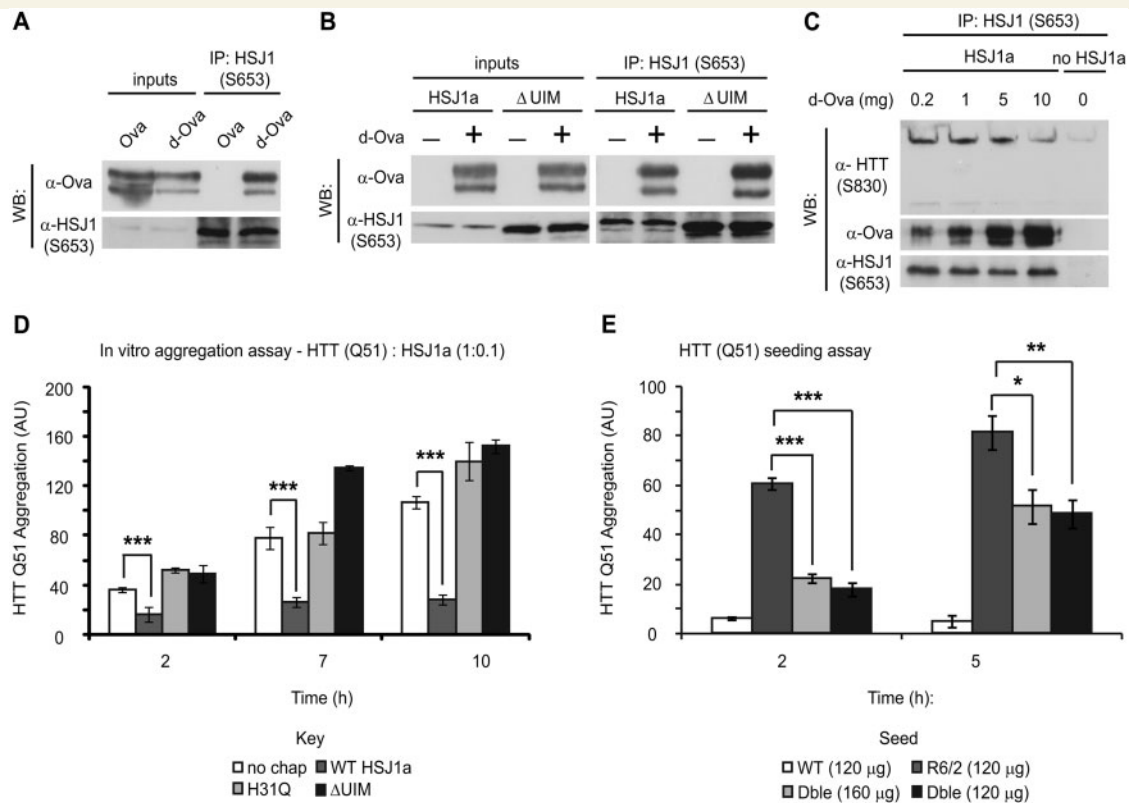 A
IP: HSJ1
(S653)
inputs
Ova
d-Ova
Ova
d-Ova
WB:
α-Ova
α-HSJ1
(S653)
B
inputs
IP: HSJ1 (S653)
HSJ1a
ΔUIM
HSJ1a
ΔUIM
d-Ova
— + — + — + — +
WB:
α-Ova
α-HSJ1
(S653)
C
IP: HSJ1 (S653)
HSJ1a
no HSJ1a
d-Ova (mg) 0.2 1 5 10 0
WB:
α- HTT
(S830)
α-Ova
α-HSJ1
(S653)
D
In vitro aggregation assay - HTT (Q51) : HSJ1a (1:0.1)
HTT Q51 Aggregation (AU)
200
160
120
80
40
0
***
***
***
2 7 10
Time (h)
Key
no chap
WT HSJ1a
H31Q
ΔUIM
E
HTT (Q51) seeding assay
HTT Q51 Aggregation (AU)
100
80
60
40
20
0
***
***
**
*
2 5
Time (h):
Seed
WT (120 μg)
R6/2 (120 μg)
Dble (160 μg)
Dble (120 μg)